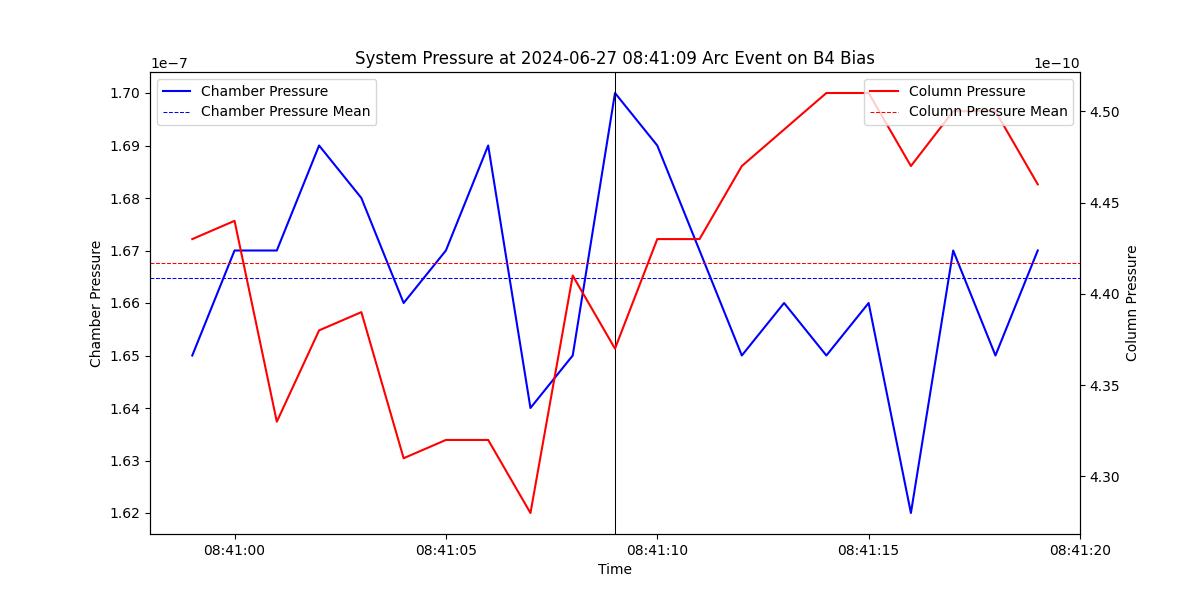 System Pressure at 2024-06-27 08:41:09 Arc Event on B4 Bias
1e−7
1e−10
Chamber Pressure
Chamber Pressure Mean
Column Pressure
Column Pressure Mean
1.70
1.69
1.68
1.67
1.66
1.65
1.64
1.63
1.62
Chamber Pressure
4.50
4.45
4.40
4.35
4.30
Column Pressure
08:41:00
08:41:05
08:41:10
08:41:15
08:41:20
Time